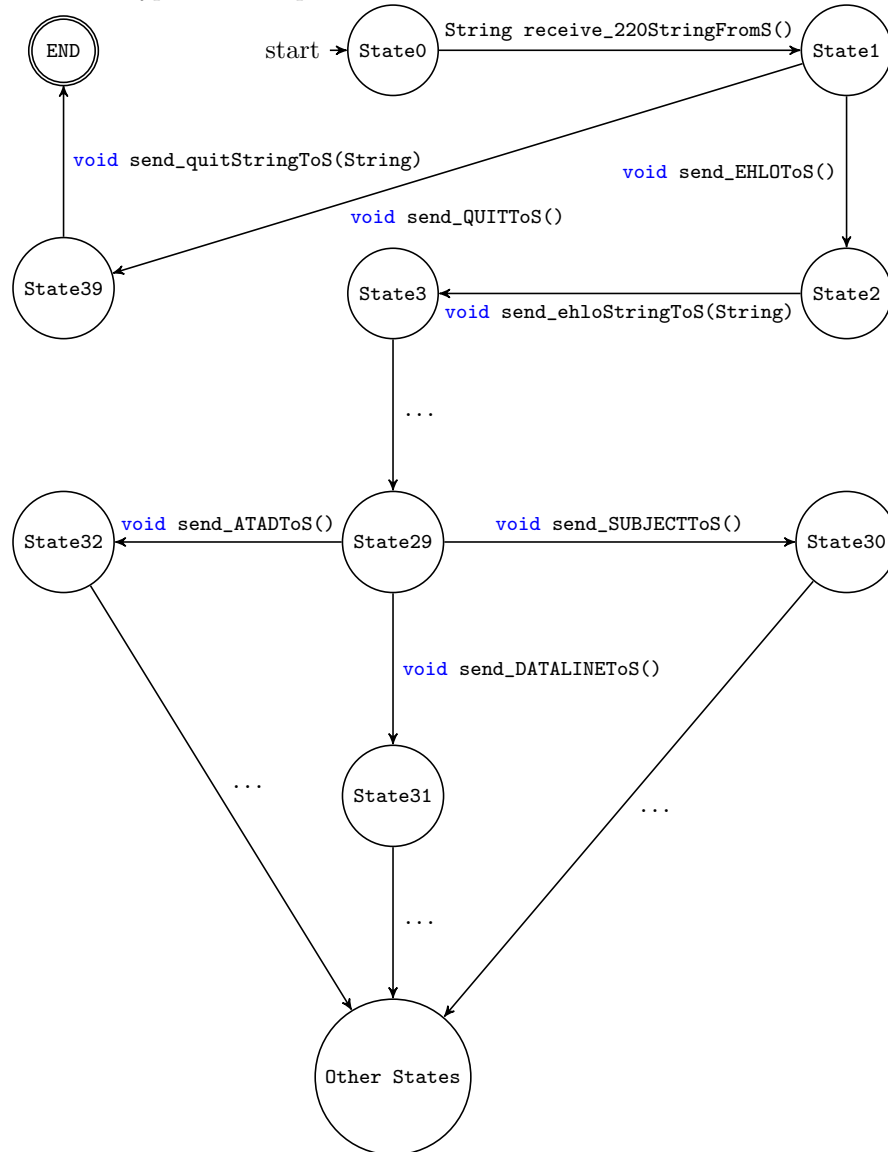 END
start
State0
String receive_220StringFromS()
State1
void send_quitStringToS(String)
void send_EHLOToS()
void send_QUITToS()
State39
State3
State2
void send_ehloStringToS(String)
...
State32
void send_ATADToS()
State29
void send_SUBJECTToS()
State30
void send_DATALINEToS()
...
State31
...
...
Other States